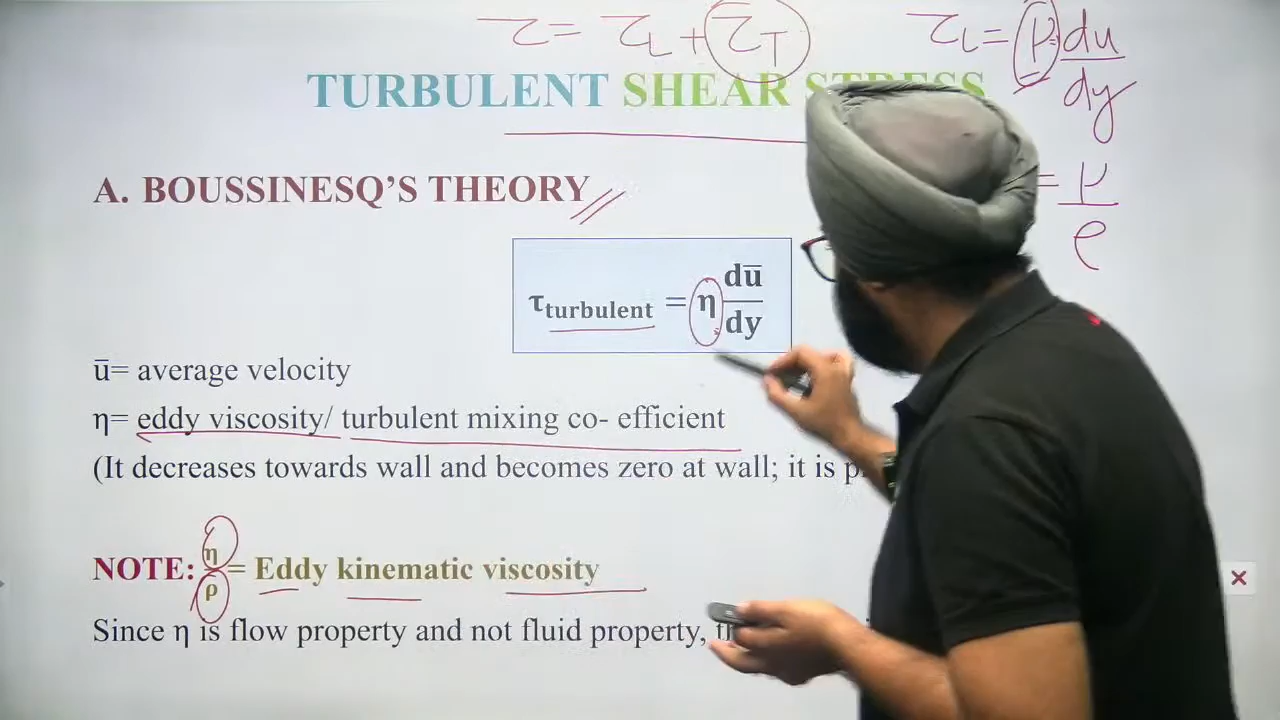 τ = τL + τT
τL = μ du/dy
TURBULENT SHEAR STRESS
= μ/ρ
A. BOUSSINESQ’S THEORY
τturbulent = η dū/dy
ū= average velocity
η= eddy viscosity/ turbulent mixing co- efficient
(It decreases towards wall and becomes zero at wall; it is
NOTE: η/ρ = Eddy kinematic viscosity
Since η is flow property and not fluid property,